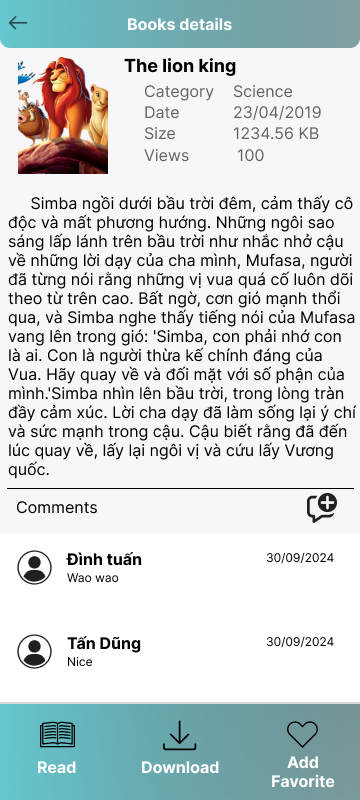 Books details
The lion king
Category Science
Date 23/04/2019
Size 1234.56 KB
Views 100
Simba ngồi dưới bầu trời đêm, cảm thấy cô
độc và mất phương hướng. Những ngôi sao
sáng lấp lánh trên bầu trời như nhắc nhở cậu
về những lời dạy của cha mình, Mufasa, người
đã từng nói rằng những vị vua quá cố luôn dõi
theo từ trên cao. Bất ngờ, cơn gió mạnh thổi
qua, và Simba nghe thấy tiếng nói của Mufasa
vang lên trong gió: 'Simba, con phải nhớ con
là ai. Con là người thừa kế chính đáng của
Vua. Hãy quay về và đối mặt với số phận của
mình.'Simba nhìn lên bầu trời, trong lòng tràn
đầy cảm xúc. Lời cha dạy đã làm sống lại ý chí
và sức mạnh trong cậu. Cậu biết rằng đã đến
lúc quay về, lấy lại ngôi vị và cứu lấy Vương
quốc.
Comments
Đình tuấn 30/09/2024
Wao wao
Tấn Dũng 30/09/2024
Nice
Read
Download
Add
Favorite